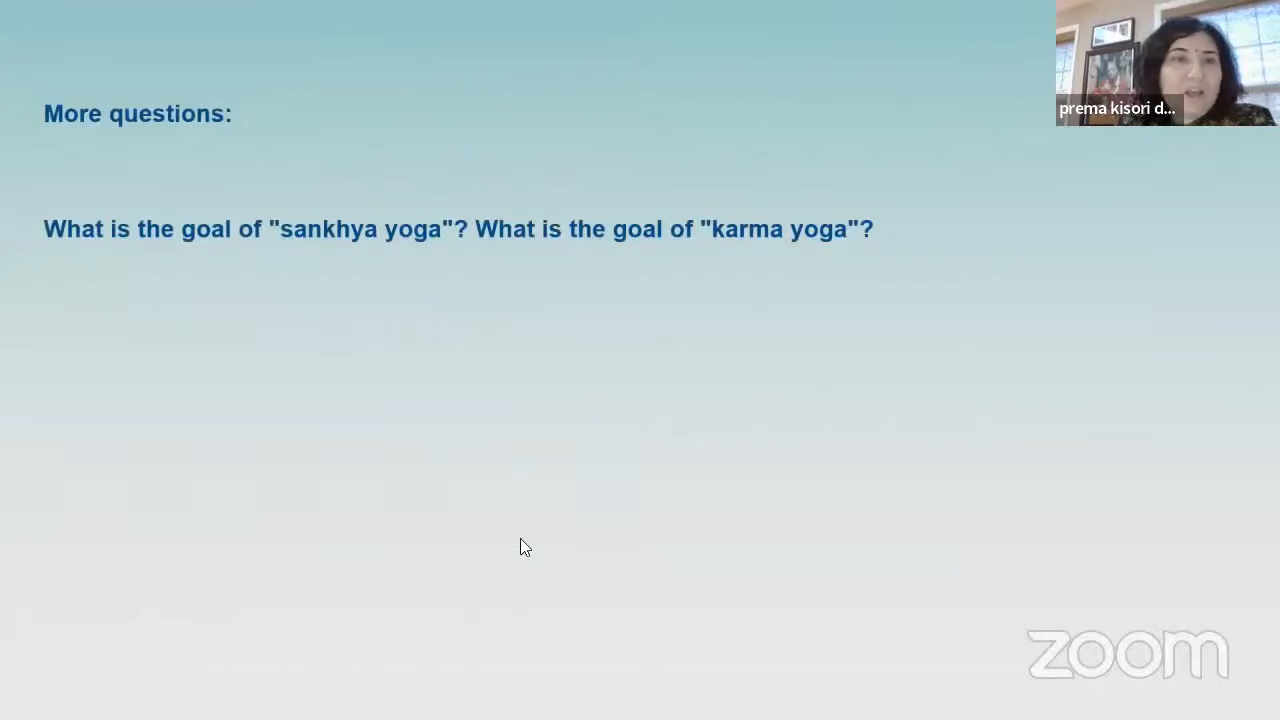 More questions:
What is the goal of "sankhya yoga"? What is the goal of "karma yoga"?
prema kisori d...
zoom